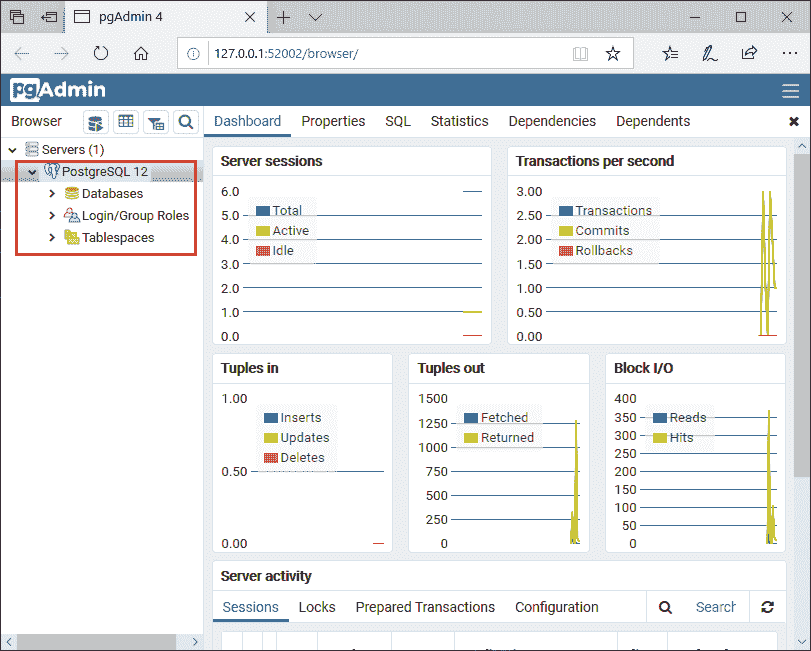 pgAdmin 4
127.0.0.1:52002/browser/
pgAdmin
Browser
Dashboard Properties SQL Statistics Dependencies Dependents
Servers (1)
PostgreSQL 12
Databases
Login/Group Roles
Tablespaces
Server sessions
6.0
5.0
4.0
3.0
2.0
1.0
0.0
Total
Active
Idle
Transactions per second
3.00
2.50
2.00
1.50
1.00
0.50
0.00
Transactions
Commits
Rollbacks
Tuples in
1.00
0.50
0.00
Inserts
Updates
Deletes
Tuples out
1500
1250
1000
750
500
250
0
Fetched
Returned
Block I/O
400
350
300
250
200
150
100
50
0
Reads
Hits
Server activity
Sessions Locks Prepared Transactions Configuration
Search